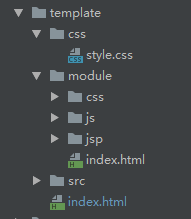 template
css
style.css
module
css
js
jsp
index.html
src
index.html